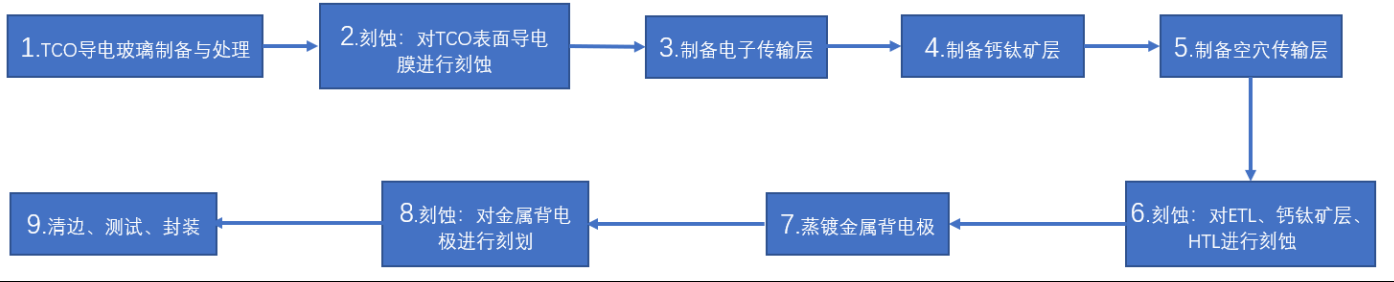 1.TCO导电玻璃制备与处理
2.刻蚀：对TCO表面导电
膜进行刻蚀
3.制备电子传输层
4.制备钙钛矿层
5.制备空穴传输层
6.刻蚀：对ETL、钙钛矿层、
HTL进行刻蚀
7.蒸镀金属背电极
8.刻蚀：对金属背电
极进行刻划
9.清边、测试、封装